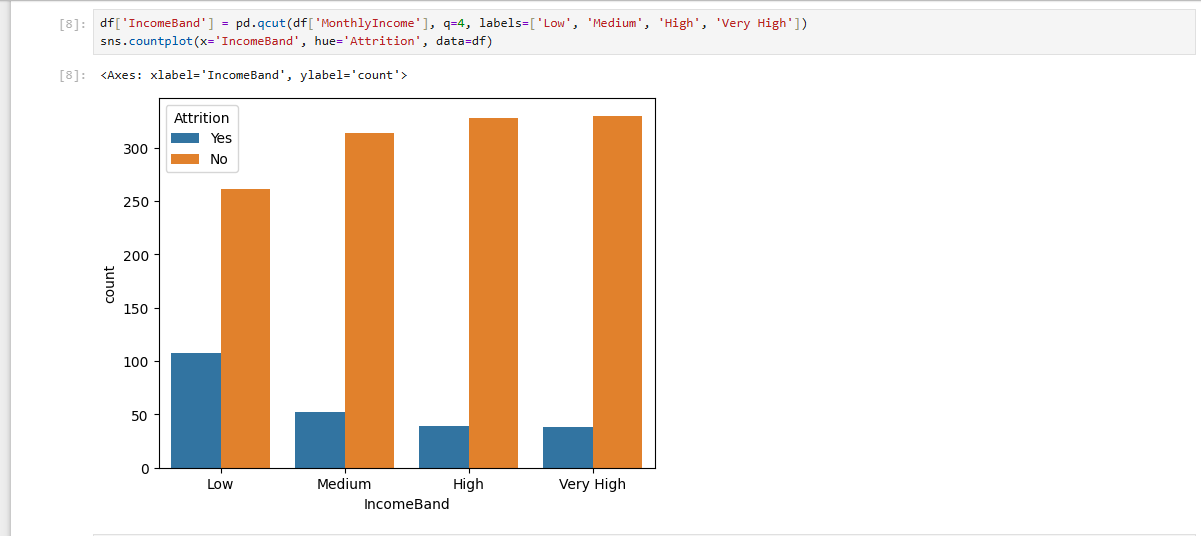 [8]: df['IncomeBand'] = pd.qcut(df['MonthlyIncome'], q=4, labels=['Low', 'Medium', 'High', 'Very High'])
sns.countplot(x='IncomeBand', hue='Attrition', data=df)
[8]: <Axes: xlabel='IncomeBand', ylabel='count'>
Attrition
Yes
No
300
250
200
150
100
50
0
count
Low Medium High Very High
IncomeBand